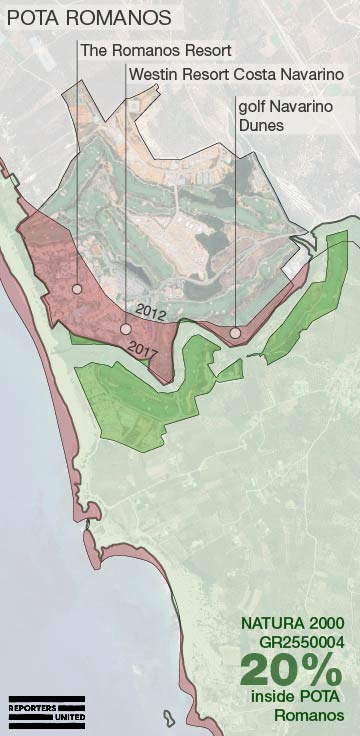 POTA ROMANOS
The Romanos Resort
Westin Resort Costa Navarino
golf Navarino
Dunes
2012
2017
NATURA 2000
GR2550004
20%
inside POTA
Romanos
REPORTERS
UNITED